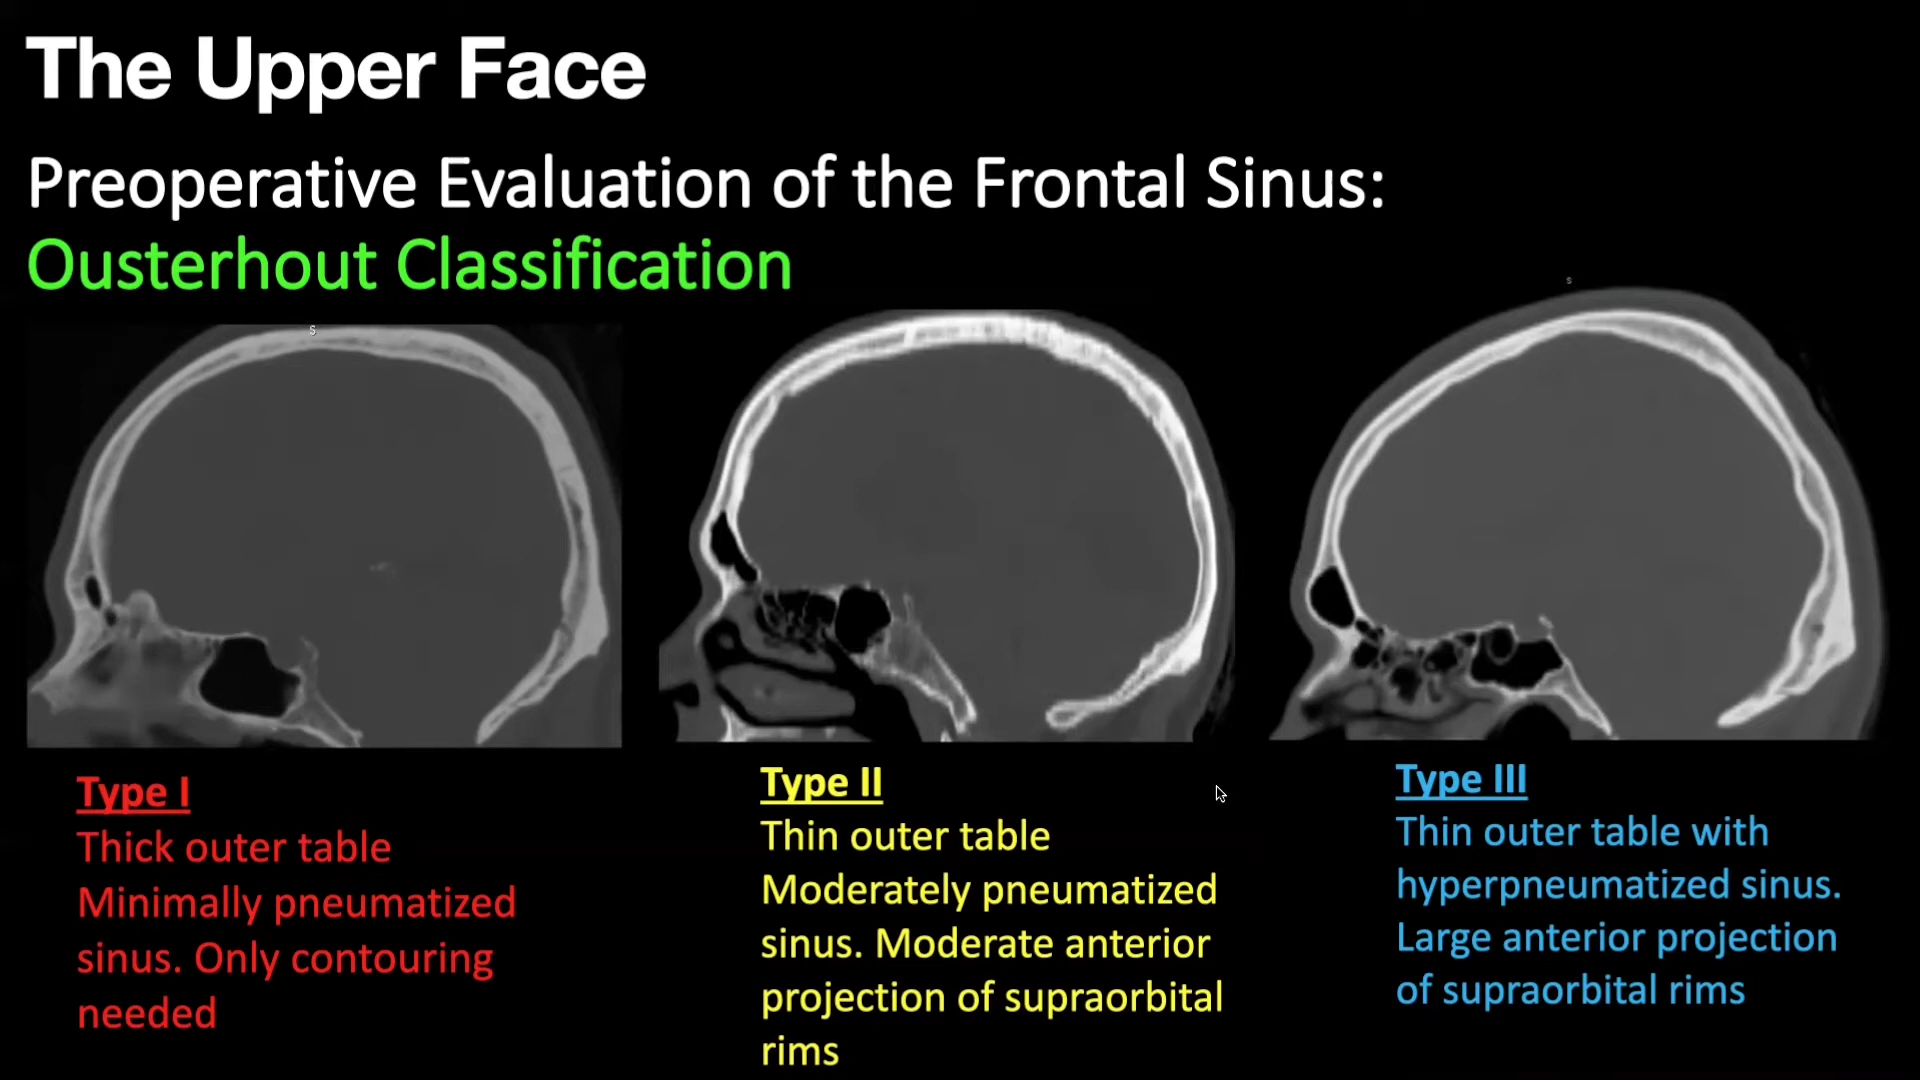 The Upper Face
Preoperative Evaluation of the Frontal Sinus:
Ousterhout Classification
s
s
Type I
Thick outer table
Minimally pneumatized
sinus. Only contouring
needed
Type II
Thin outer table
Moderately pneumatized
sinus. Moderate anterior
projection of supraorbital
rims
Type III
Thin outer table with
hyperpneumatized sinus.
Large anterior projection
of supraorbital rims